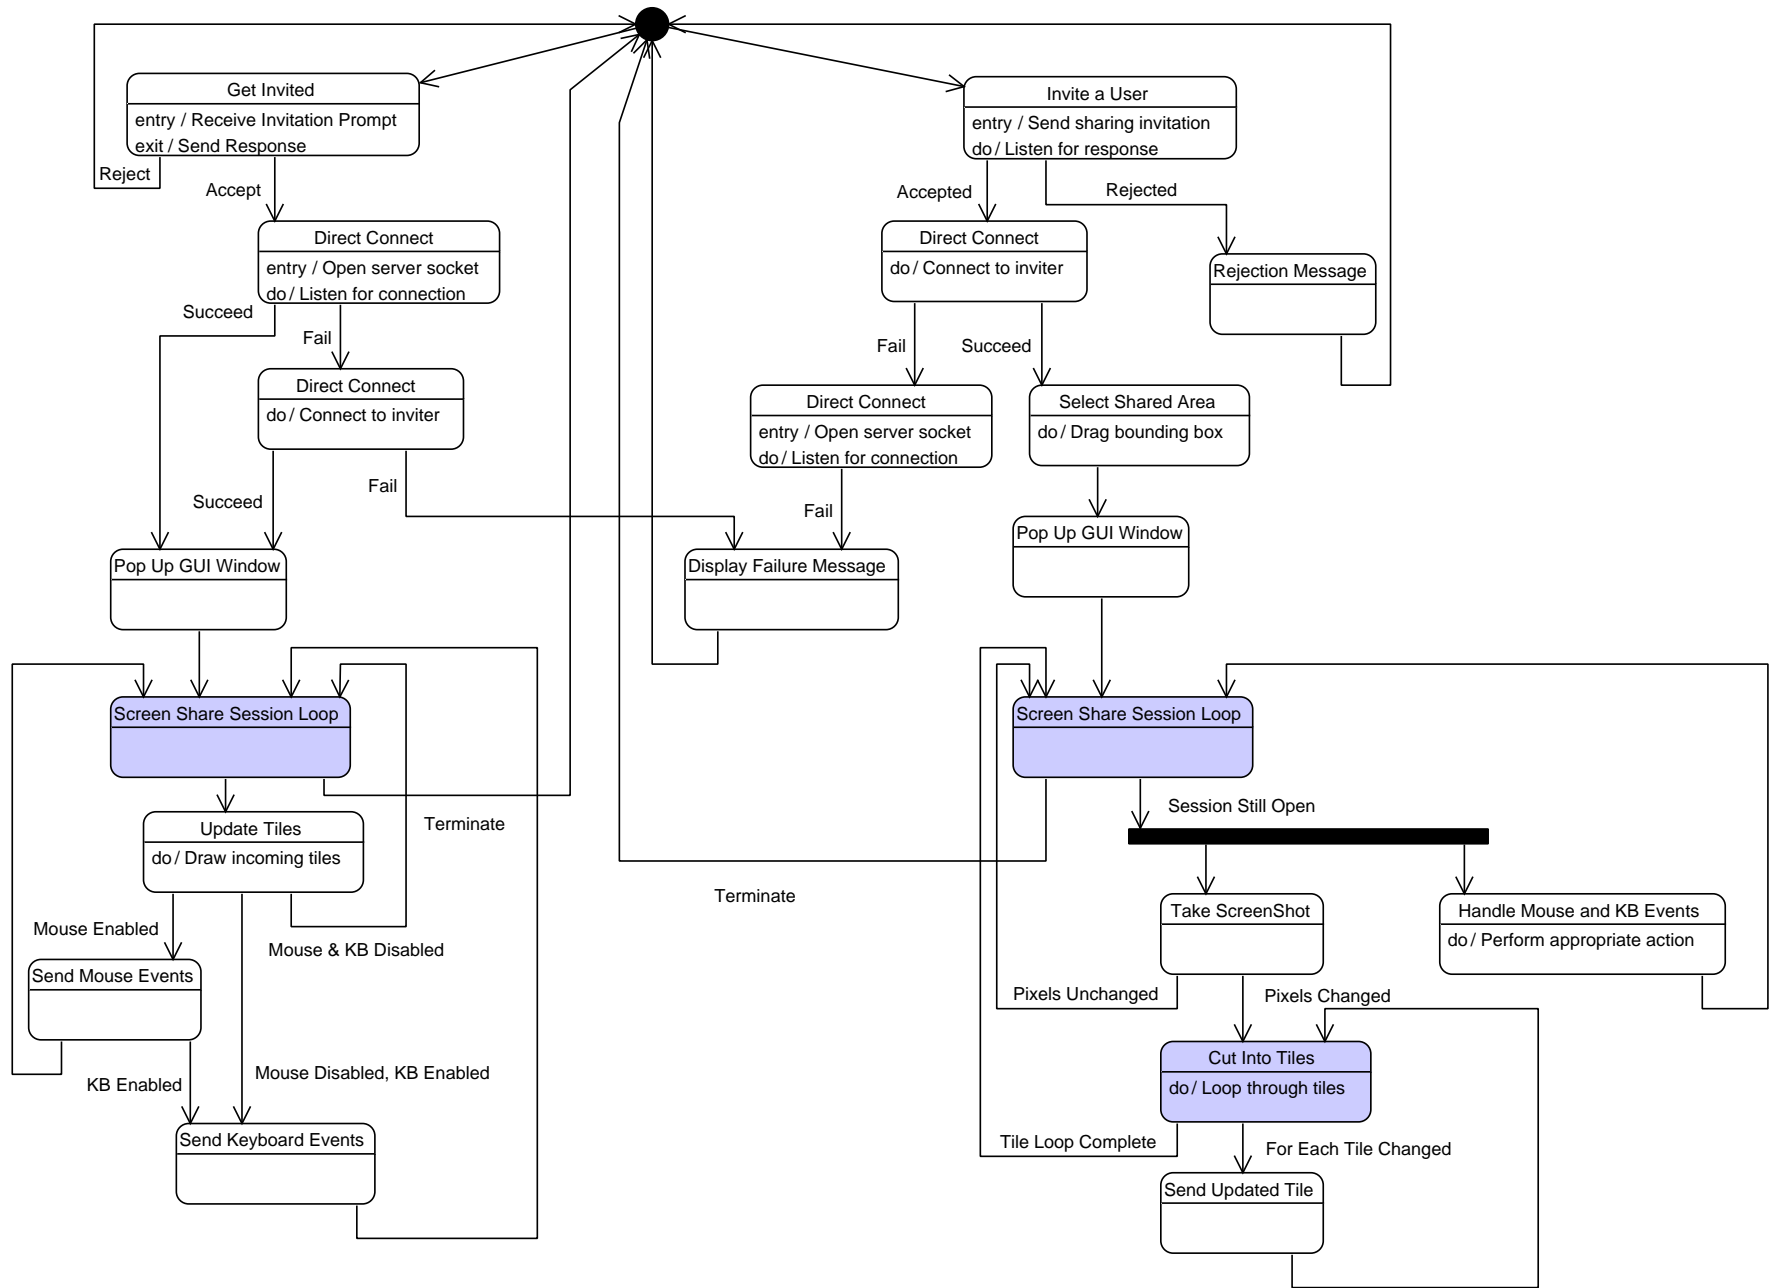 Get Invited
entry / Receive Invitation Prompt
exit / Send Response
Invite a User
entry / Send sharing invitation
do / Listen for response
Reject
Accept
Accepted
Rejected
Direct Connect
entry / Open server socket
do / Listen for connection
Direct Connect
do / Connect to inviter
Rejection Message
Succeed
Fail
Fail
Succeed
Direct Connect
do / Connect to inviter
Direct Connect
entry / Open server socket
do / Listen for connection
Select Shared Area
do / Drag bounding box
Succeed
Fail
Fail
Pop Up GUI Window
Display Failure Message
Pop Up GUI Window
Screen Share Session Loop
Screen Share Session Loop
Terminate
Session Still Open
Update Tiles
do / Draw incoming tiles
Terminate
Take ScreenShot
Handle Mouse and KB Events
do / Perform appropriate action
Mouse Enabled
Mouse & KB Disabled
Send Mouse Events
Pixels Unchanged
Pixels Changed
KB Enabled
Mouse Disabled, KB Enabled
Cut Into Tiles
do / Loop through tiles
Send Keyboard Events
Tile Loop Complete
For Each Tile Changed
Send Updated Tile